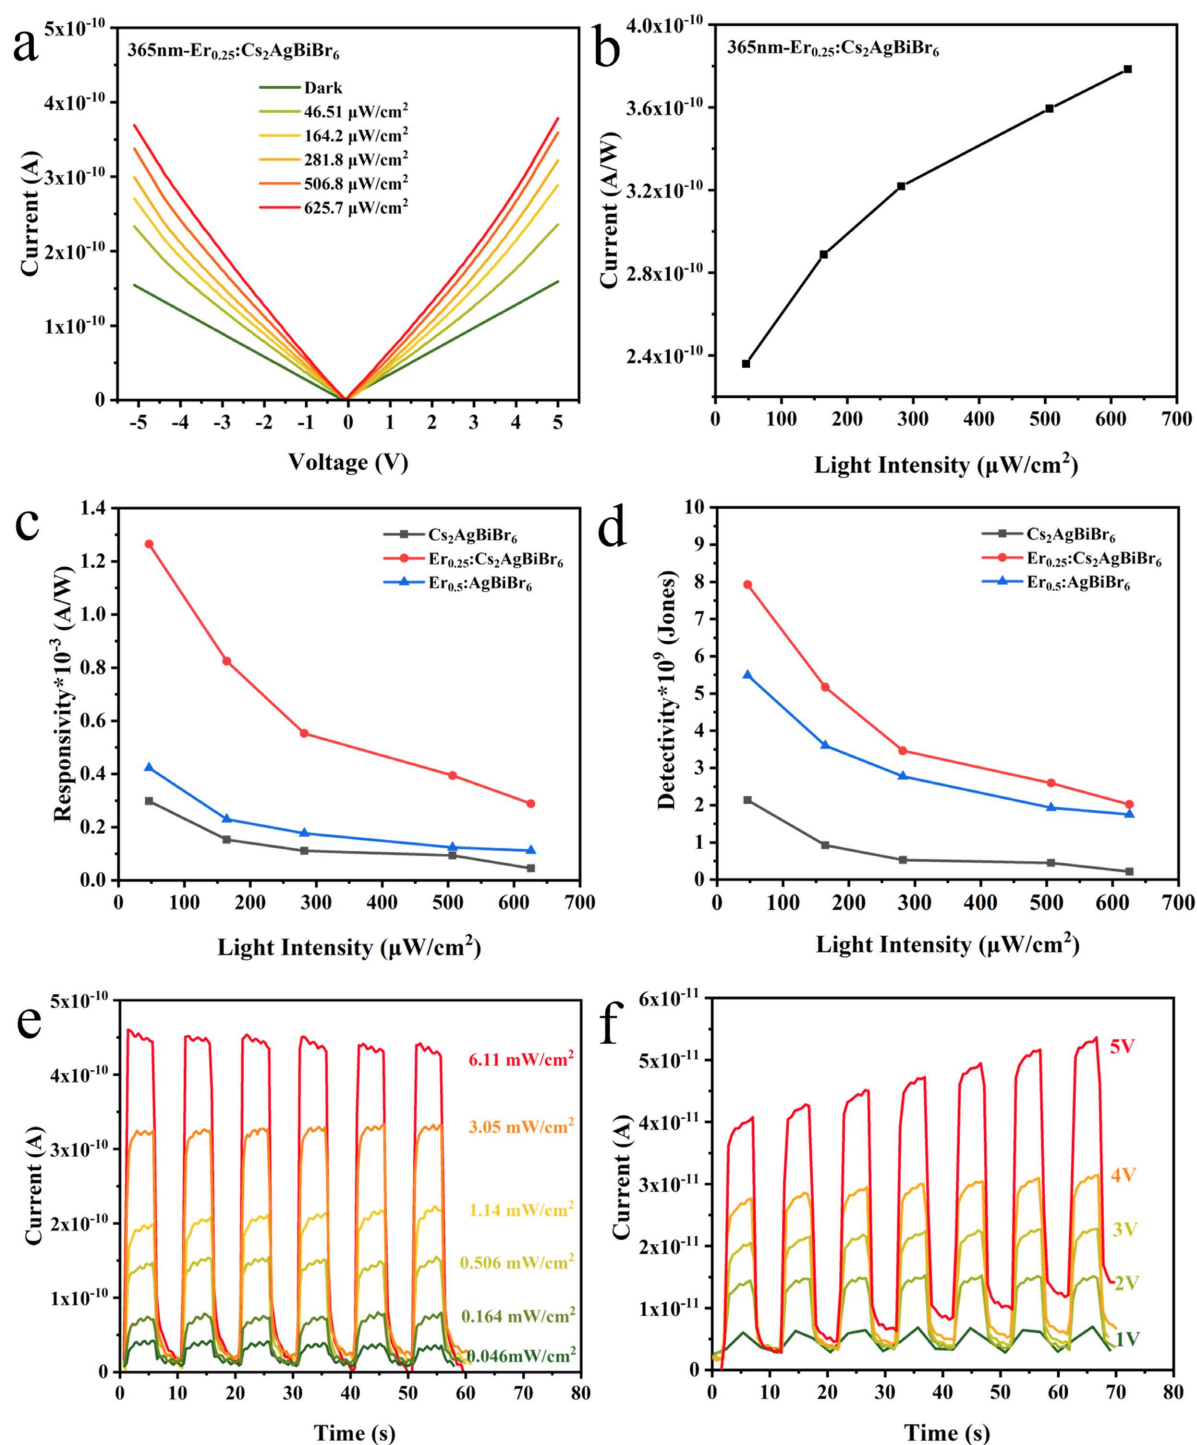 a
365nm-Er0.25:Cs2AgBiBr6
Dark
46.51 μW/cm2
164.2 μW/cm2
281.8 μW/cm2
506.8 μW/cm2
625.7 μW/cm2
5x10-10
4x10-10
3x10-10
2x10-10
1x10-10
0
Current (A)
-5 -4 -3 -2 -1 0 1 2 3 4 5
Voltage (V)
b
365nm-Er0.25:Cs2AgBiBr6
4.0x10-10
3.6x10-10
3.2x10-10
2.8x10-10
2.4x10-10
Current (A/W)
0 100 200 300 400 500 600 700
Light Intensity (μW/cm2)
c
Cs2AgBiBr6
Er0.25:Cs2AgBiBr6
Er0.5:AgBiBr6
1.4
1.2
1.0
0.8
0.6
0.4
0.2
0.0
Responsivity*10-3 (A/W)
0 100 200 300 400 500 600 700
Light Intensity (μW/cm2)
d
Cs2AgBiBr6
Er0.25:Cs2AgBiBr6
Er0.5:AgBiBr6
10
9
8
7
6
5
4
3
2
1
0
Detectivity*109 (Jones)
0 100 200 300 400 500 600 700
Light Intensity (μW/cm2)
e
5x10-10
4x10-10
3x10-10
2x10-10
1x10-10
0
Current (A)
6.11 mW/cm2
3.05 mW/cm2
1.14 mW/cm2
0.506 mW/cm2
0.164 mW/cm2
0.046mW/cm2
0 10 20 30 40 50 60 70 80
Time (s)
f
6x10-11
5x10-11
4x10-11
3x10-11
2x10-11
1x10-11
0
Current (A)
5V
4V
3V
2V
1V
0 10 20 30 40 50 60 70 80
Time (s)